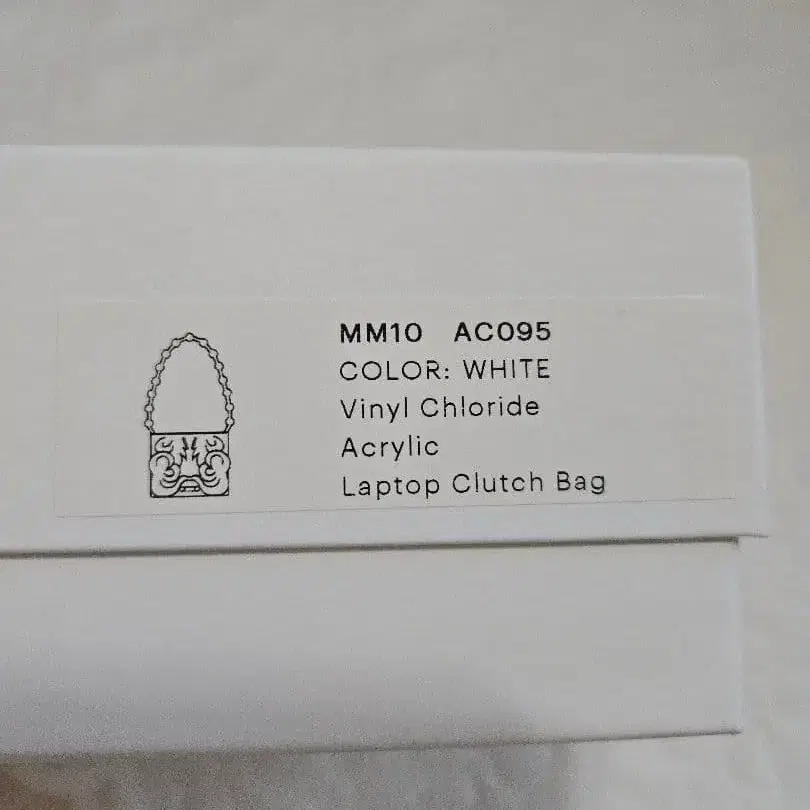 MM10 AC095
COLOR: WHITE
Vinyl Chloride
Acrylic
Laptop Clutch Bag